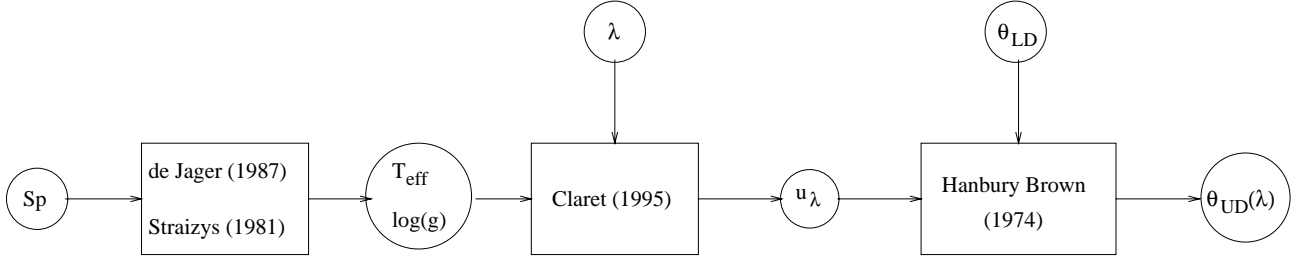 λ
θ_LD
Sp
de Jager (1987)
Straizys (1981)
T_eff
log(g)
Claret (1995)
u_λ
Hanbury Brown
(1974)
θ_UD(λ)